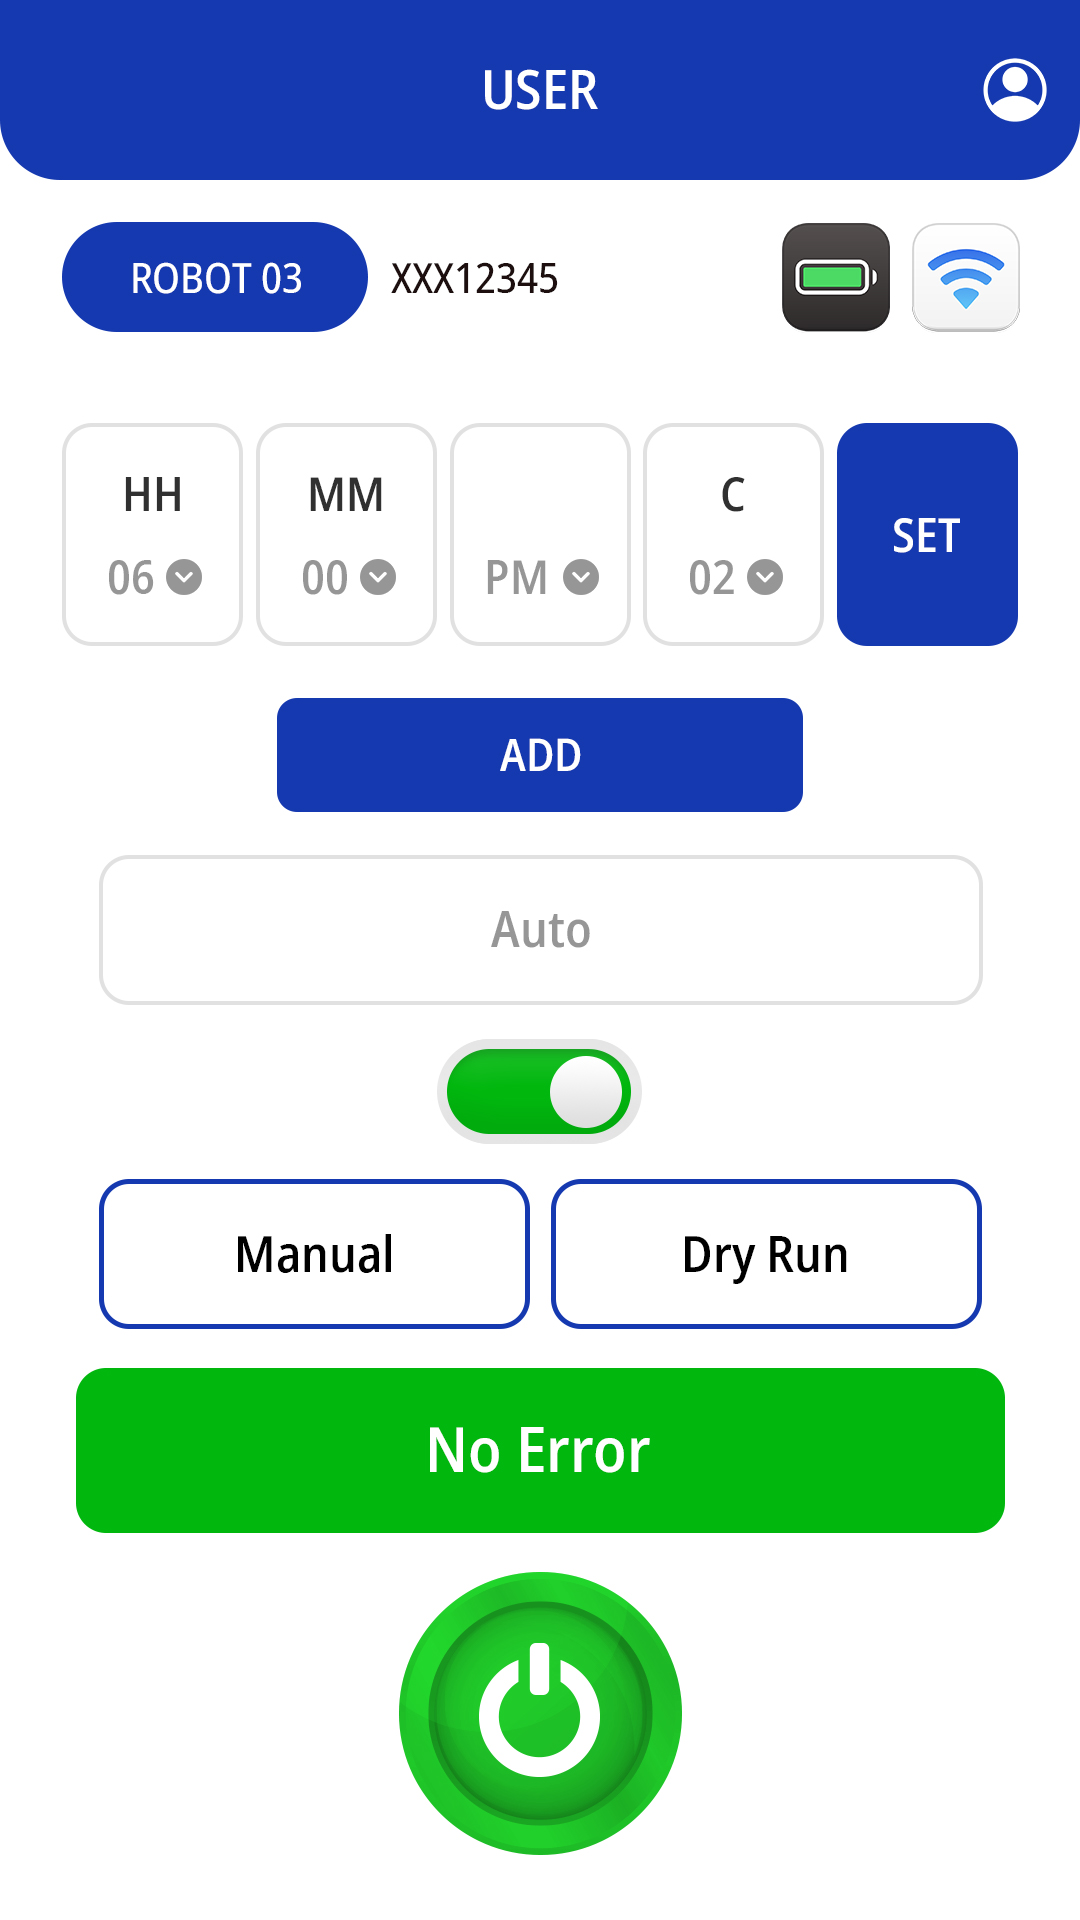 USER
ROBOT 03 XXX12345
HH MM C
06 00 PM 02
SET
ADD
Auto
Manual Dry Run
No Error